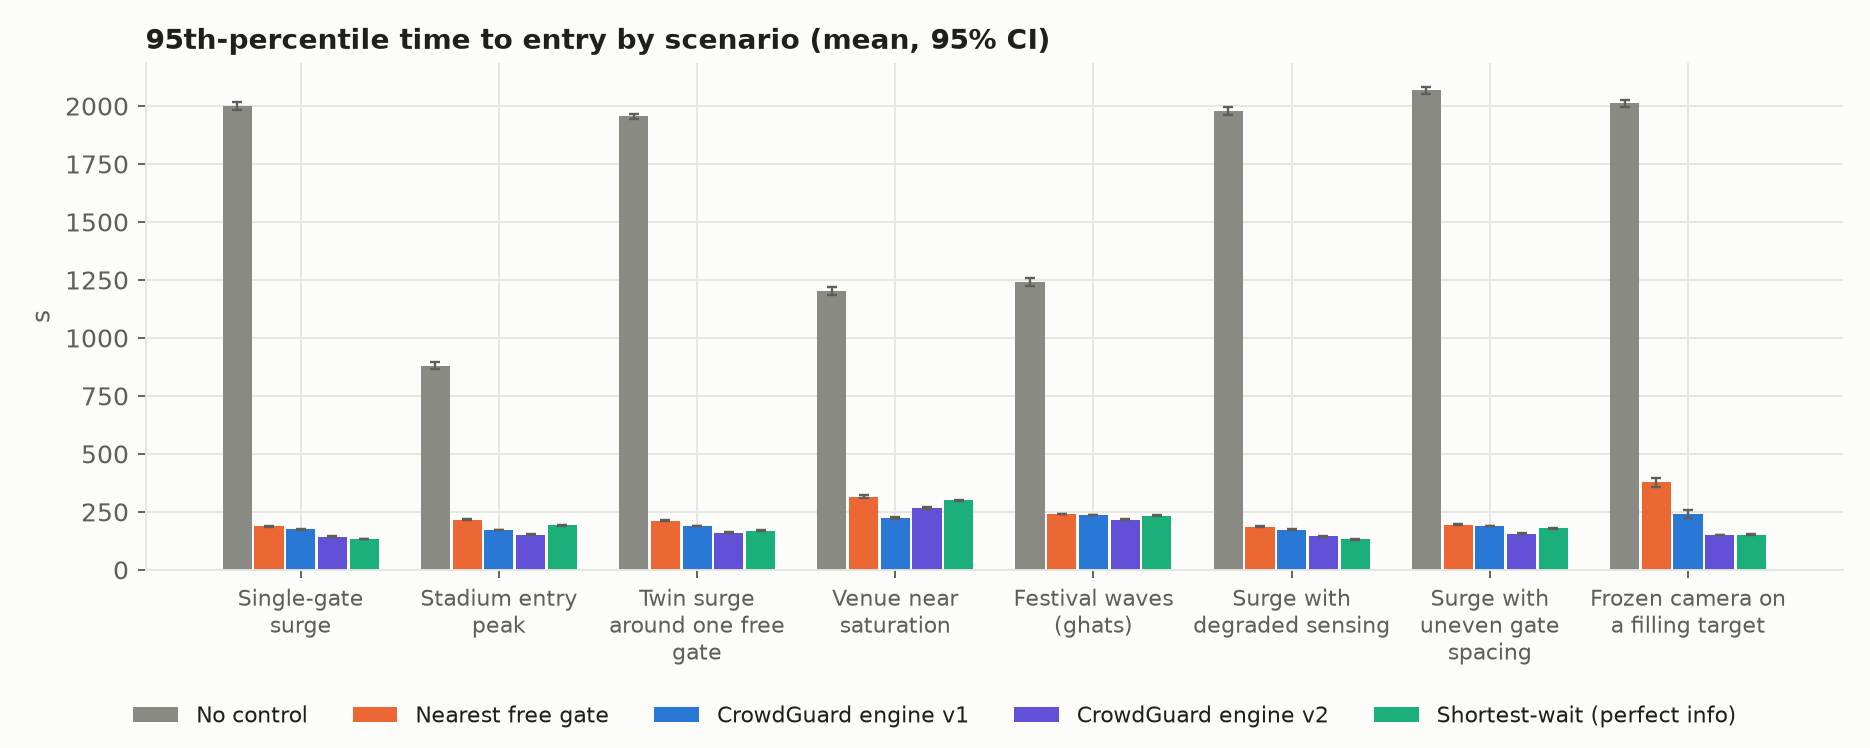 95th-percentile time to entry by scenario (mean, 95% CI)
2000
1750
1500
1250
1000
750
500
250
0
s
Single-gate
surge
Stadium entry
peak
Twin surge
around one free
gate
Venue near
saturation
Festival waves
(ghats)
Surge with
degraded sensing
Surge with
uneven gate
spacing
Frozen camera on
a filling target
No control
Nearest free gate
CrowdGuard engine v1
CrowdGuard engine v2
Shortest-wait (perfect info)